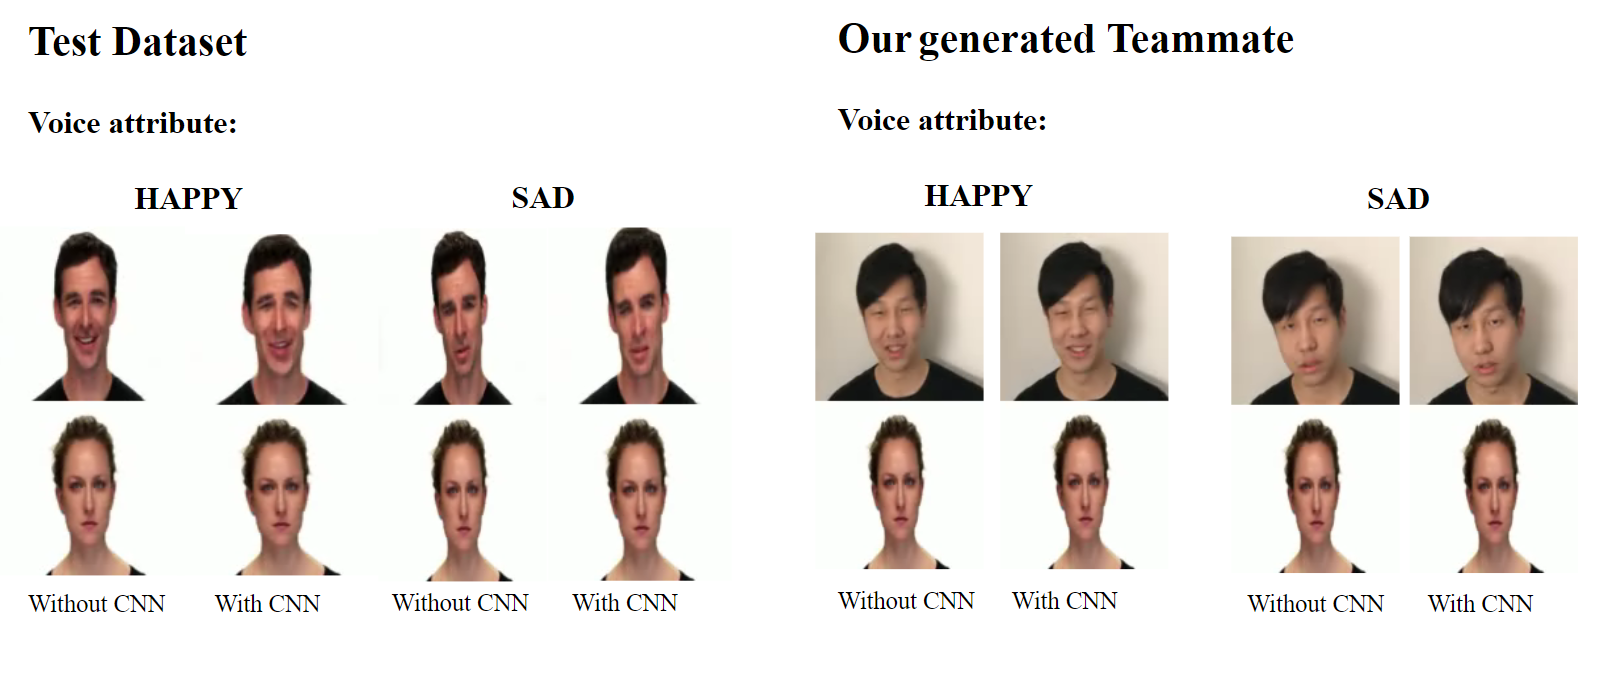 Test Dataset
Voice attribute:
HAPPY
SAD
Without CNN
With CNN
Without CNN
With CNN
Our generated Teammate
Voice attribute:
HAPPY
SAD
Without CNN
With CNN
Without CNN
With CNN